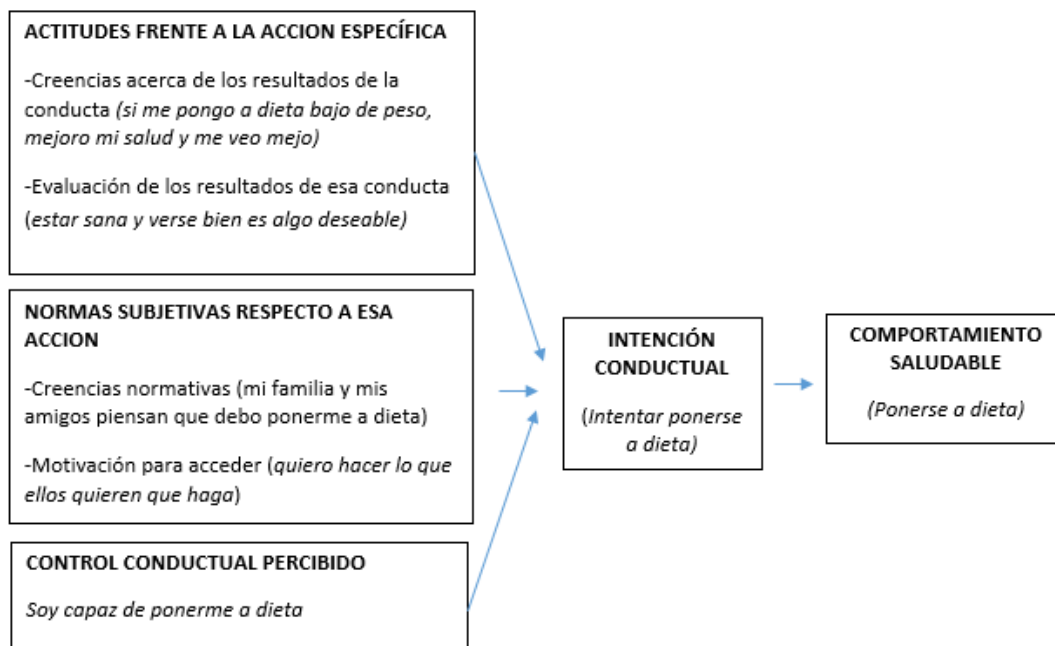 ACTITUDES FRENTE A LA ACCION ESPECÍFICA
-Creencias acerca de los resultados de la
conducta (si me pongo a dieta bajo de peso,
mejoro mi salud y me veo mejo)
-Evaluación de los resultados de esa conducta
(estar sana y verse bien es algo deseable)
NORMAS SUBJETIVAS RESPECTO A ESA
ACCION
-Creencias normativas (mi familia y mis
amigos piensan que debo ponerme a dieta)
-Motivación para acceder (quiero hacer lo que
ellos quieren que haga)
CONTROL CONDUCTUAL PERCIBIDO
Soy capaz de ponerme a dieta
INTENCIÓN
CONDUCTUAL
(Intentar ponerse
a dieta)
COMPORTAMIENTO
SALUDABLE
(Ponerse a dieta)